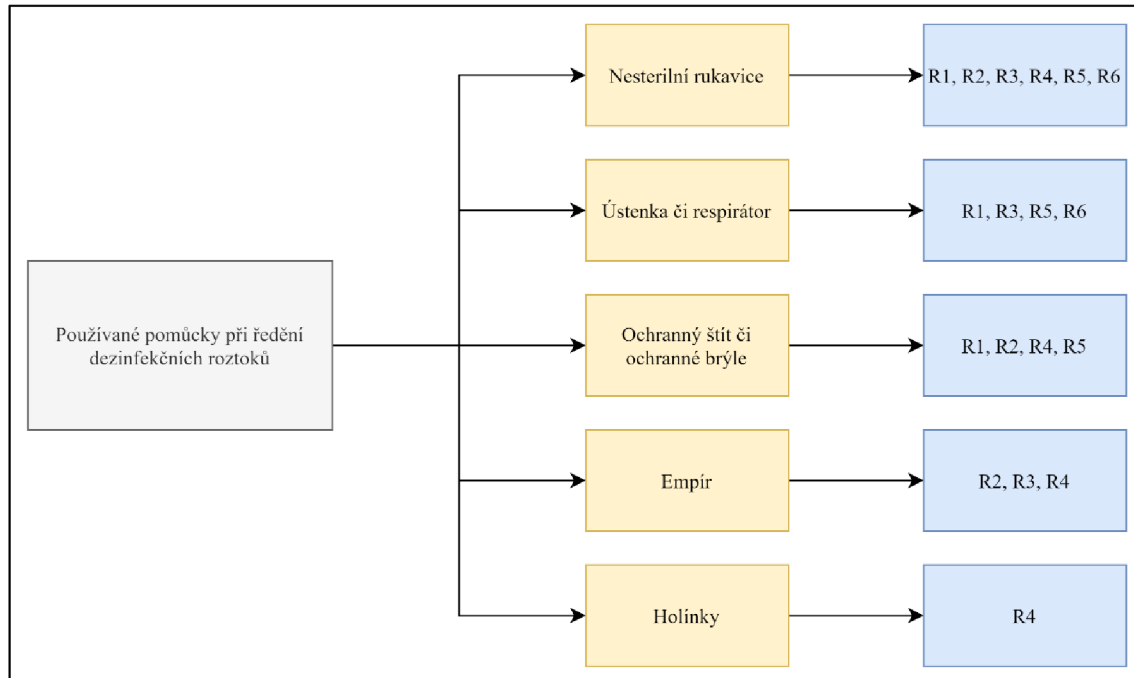 Používané pomůcky při ředění
dezinfekčních roztoků
Nesterilní rukavice
R1, R2, R3, R4, R5, R6
Ústenka či respirátor
R1, R3, R5, R6
Ochranný štít či
ochranné brýle
R1, R2, R4, R5
Empír
R2, R3, R4
Holínky
R4